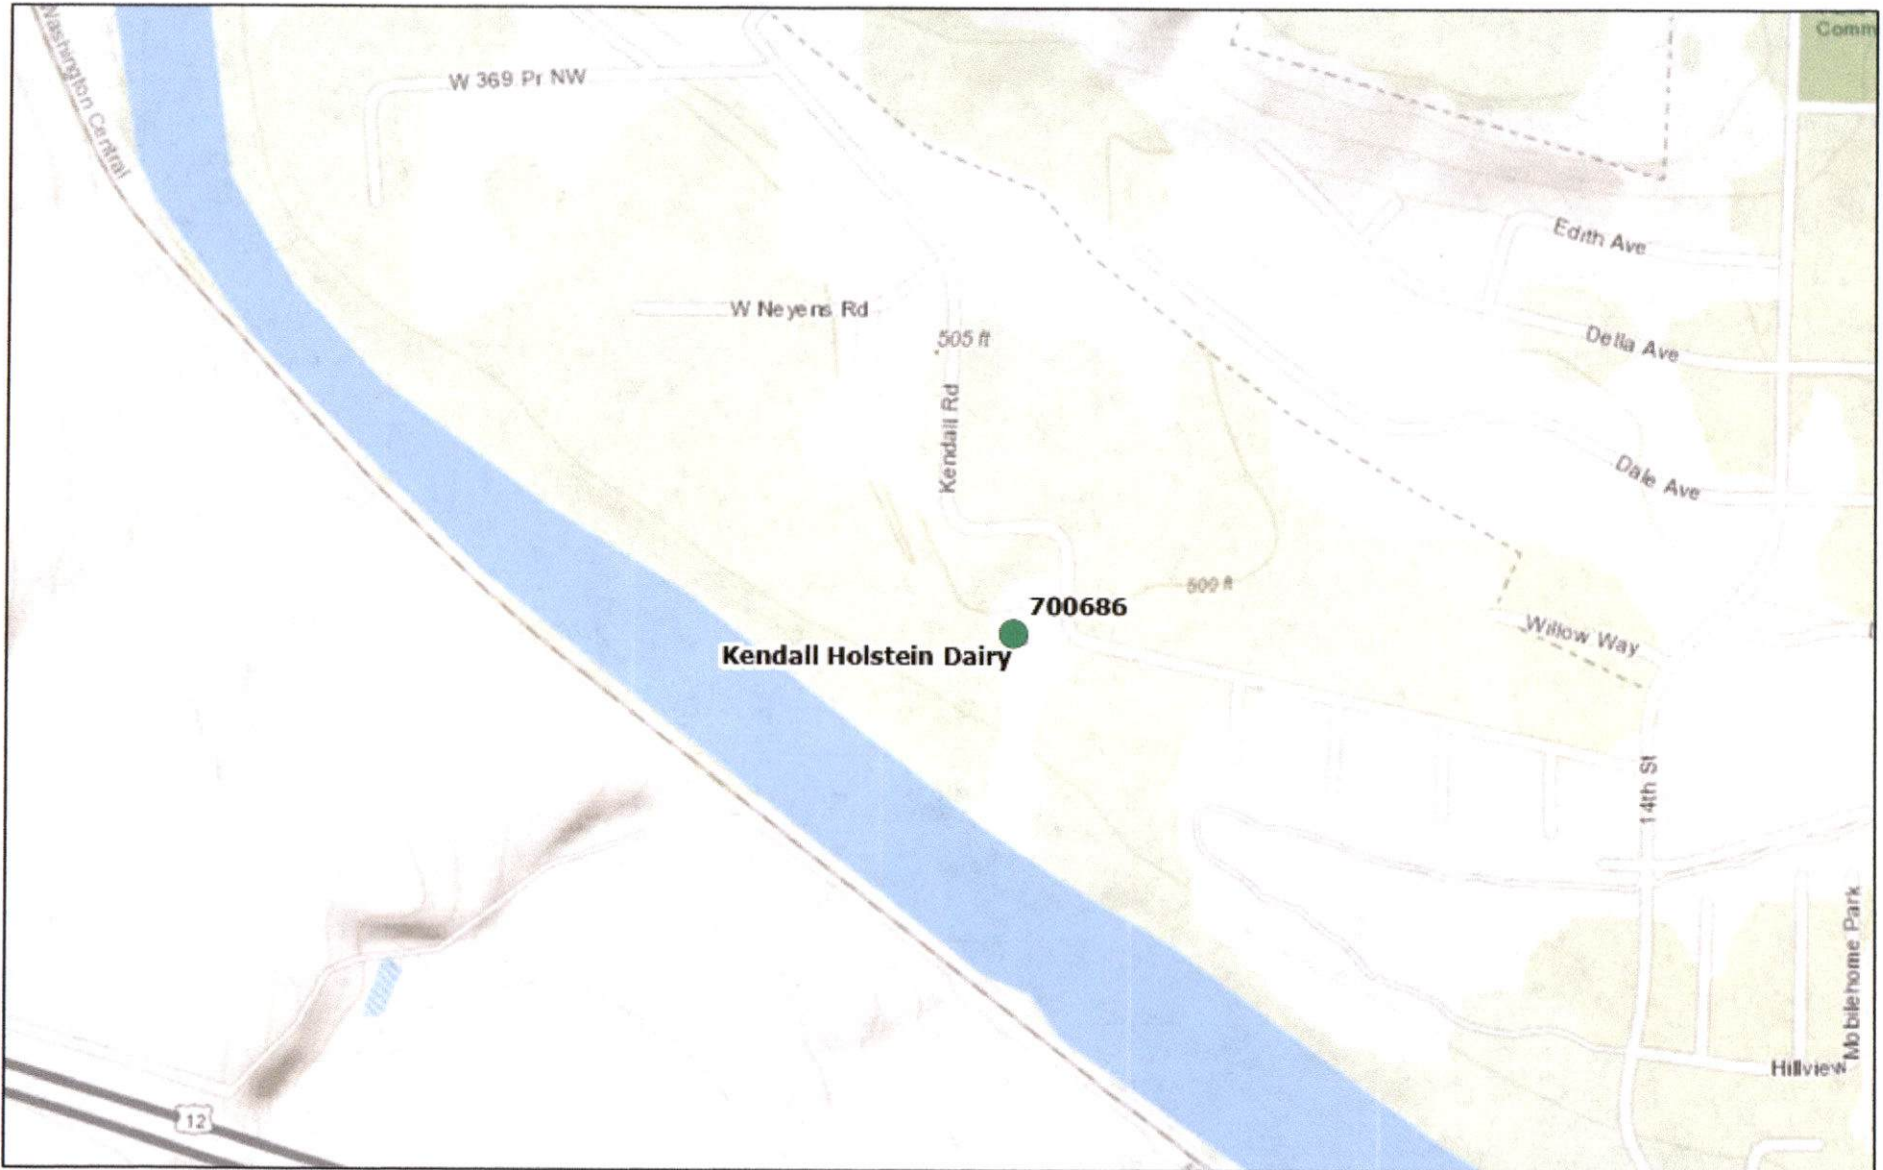 Comm
Washington Central
W 369 Pr NW
Edith Ave
W Neyens Rd
505 ft
Della Ave
Kendall Rd
Dale Ave
500 ft
700686
Willow Way
Kendall Holstein Dairy
14th St
Mobilehome Park
Hillview
12